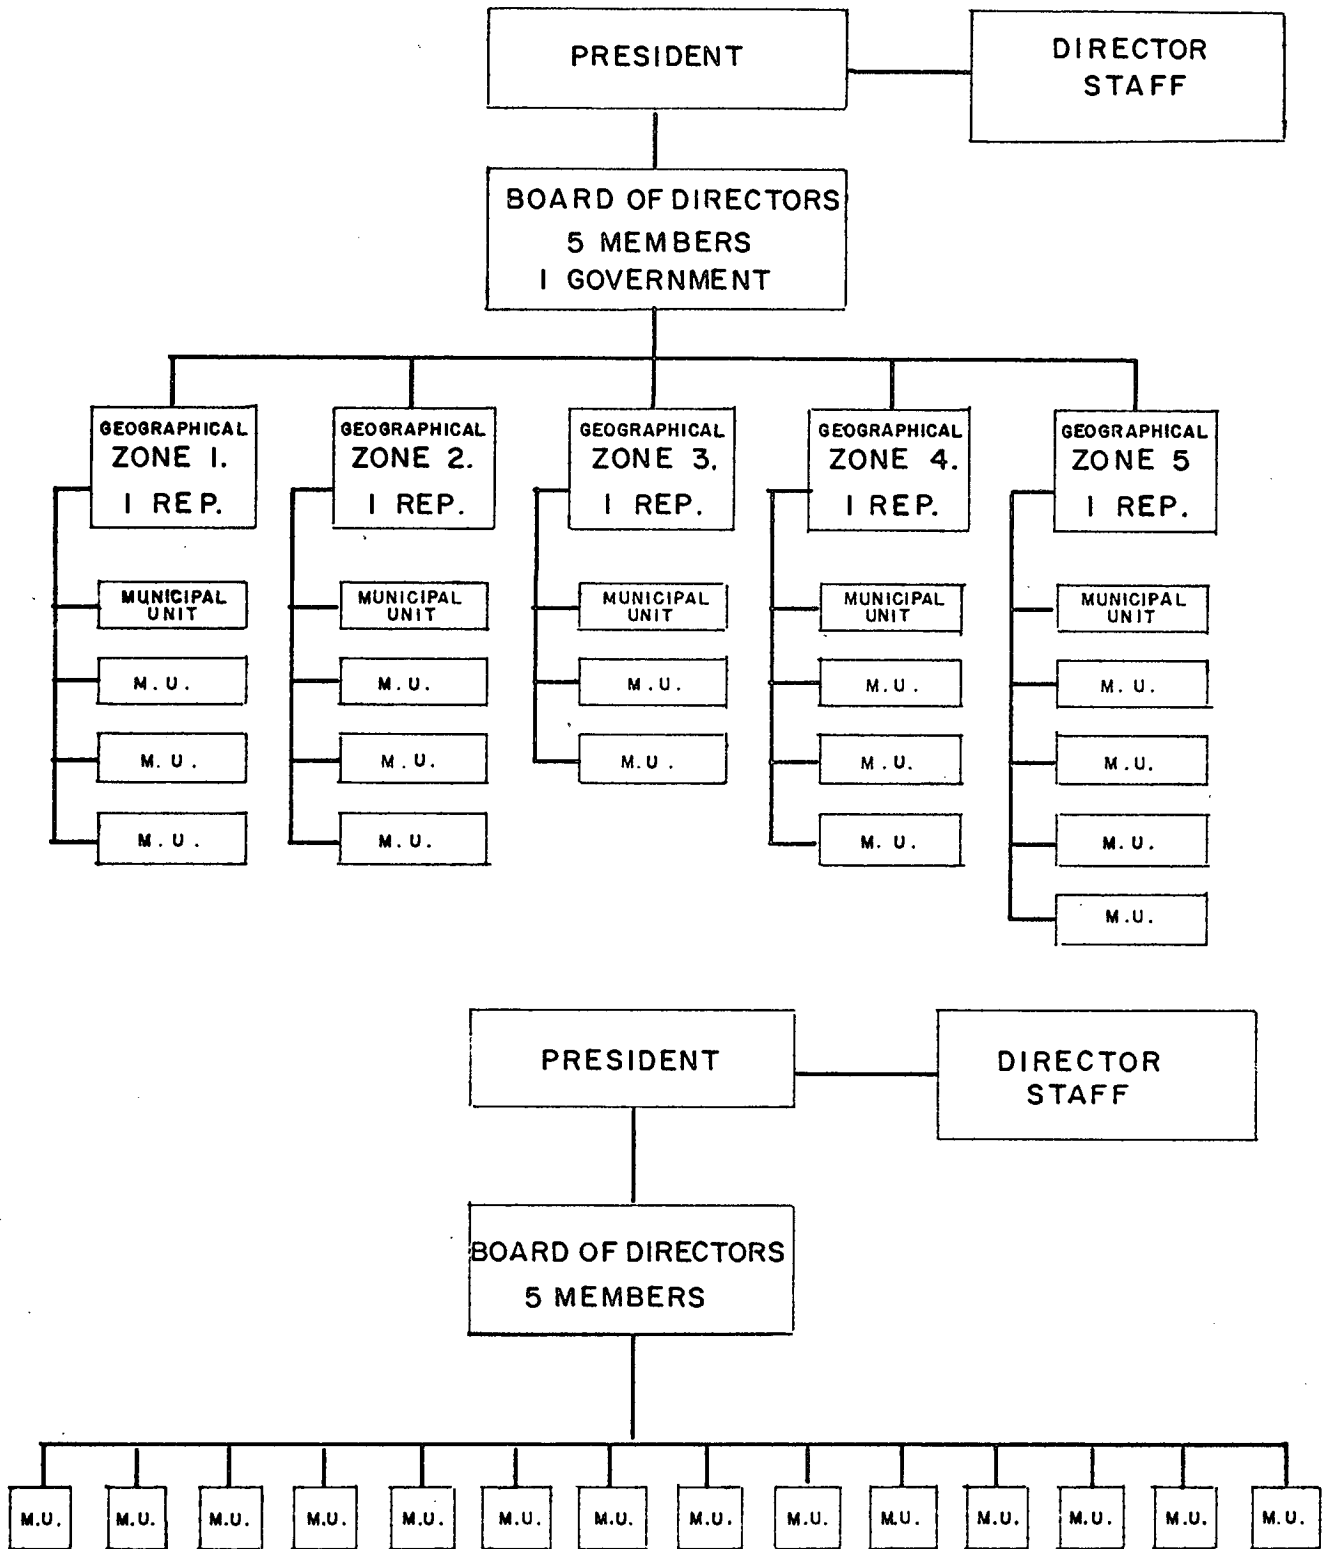 PRESIDENT
DIRECTOR
STAFF
BOARD OF DIRECTORS
5 MEMBERS
1 GOVERNMENT
GEOGRAPHICAL
ZONE 1.
1 REP.
MUNICIPAL
UNIT
M. U.
M. U.
M. U.
GEOGRAPHICAL
ZONE 2.
1 REP.
MUNICIPAL
UNIT
M. U.
M. U.
M. U.
GEOGRAPHICAL
ZONE 3.
1 REP.
MUNICIPAL
UNIT
M. U.
M. U.
GEOGRAPHICAL
ZONE 4.
1 REP.
MUNICIPAL
UNIT
M. U.
M. U.
M. U.
GEOGRAPHICAL
ZONE 5
1 REP.
MUNICIPAL
UNIT
M. U.
M. U.
M. U.
M.U.
PRESIDENT
DIRECTOR
STAFF
BOARD OF DIRECTORS
5 MEMBERS
M.U.
M.U.
M.U.
M.U.
M.U.
M.U.
M.U.
M.U.
M.U.
M.U.
M.U.
M.U.
M.U.
M.U.